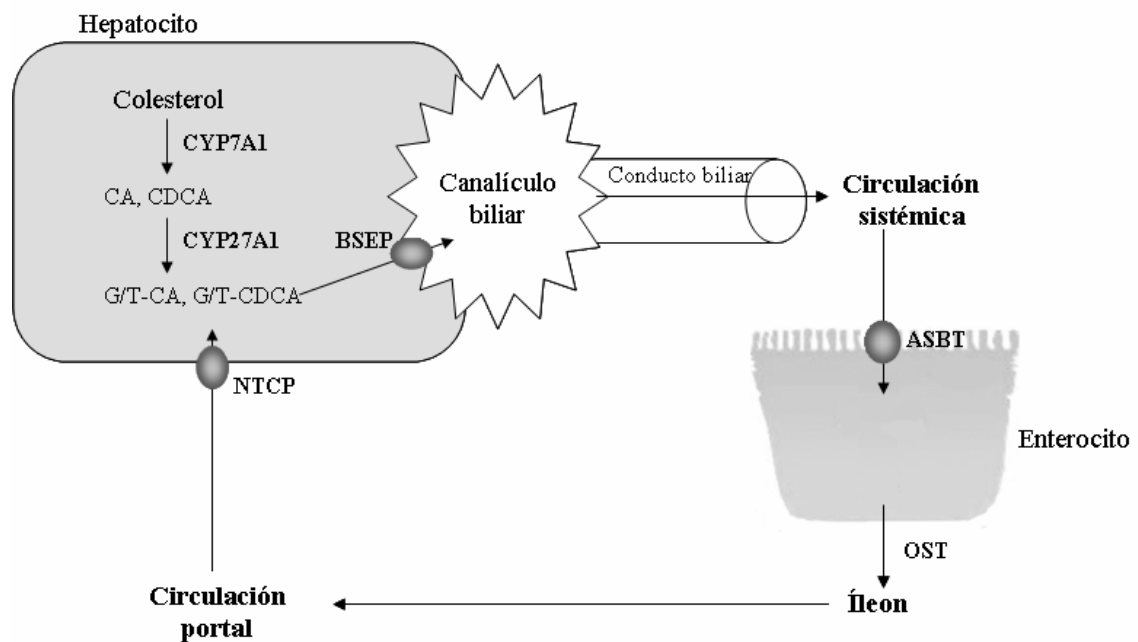 Hepatocito
Colesterol
CYP7A1
CA, CDCA
CYP27A1
G/T-CA, G/T-CDCA
BSEP
NTCP
Canalículo
biliar
Conducto biliar
Circulación
sistémica
ASBT
Enterocito
OST
Íleon
Circulación
portal